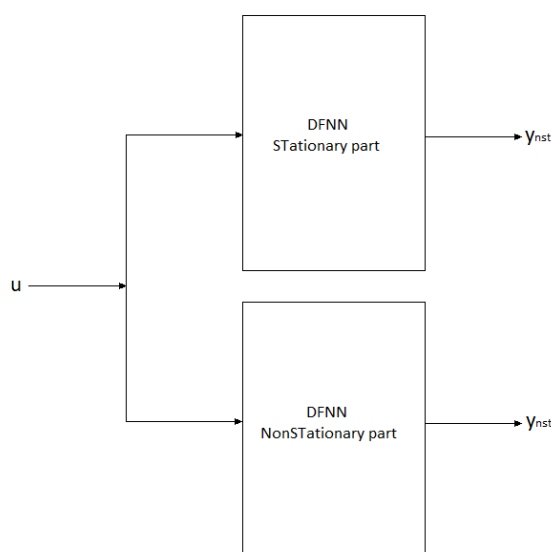 DFNN
STationary part
ynst
u
DFNN
NonSTationary part
ynst